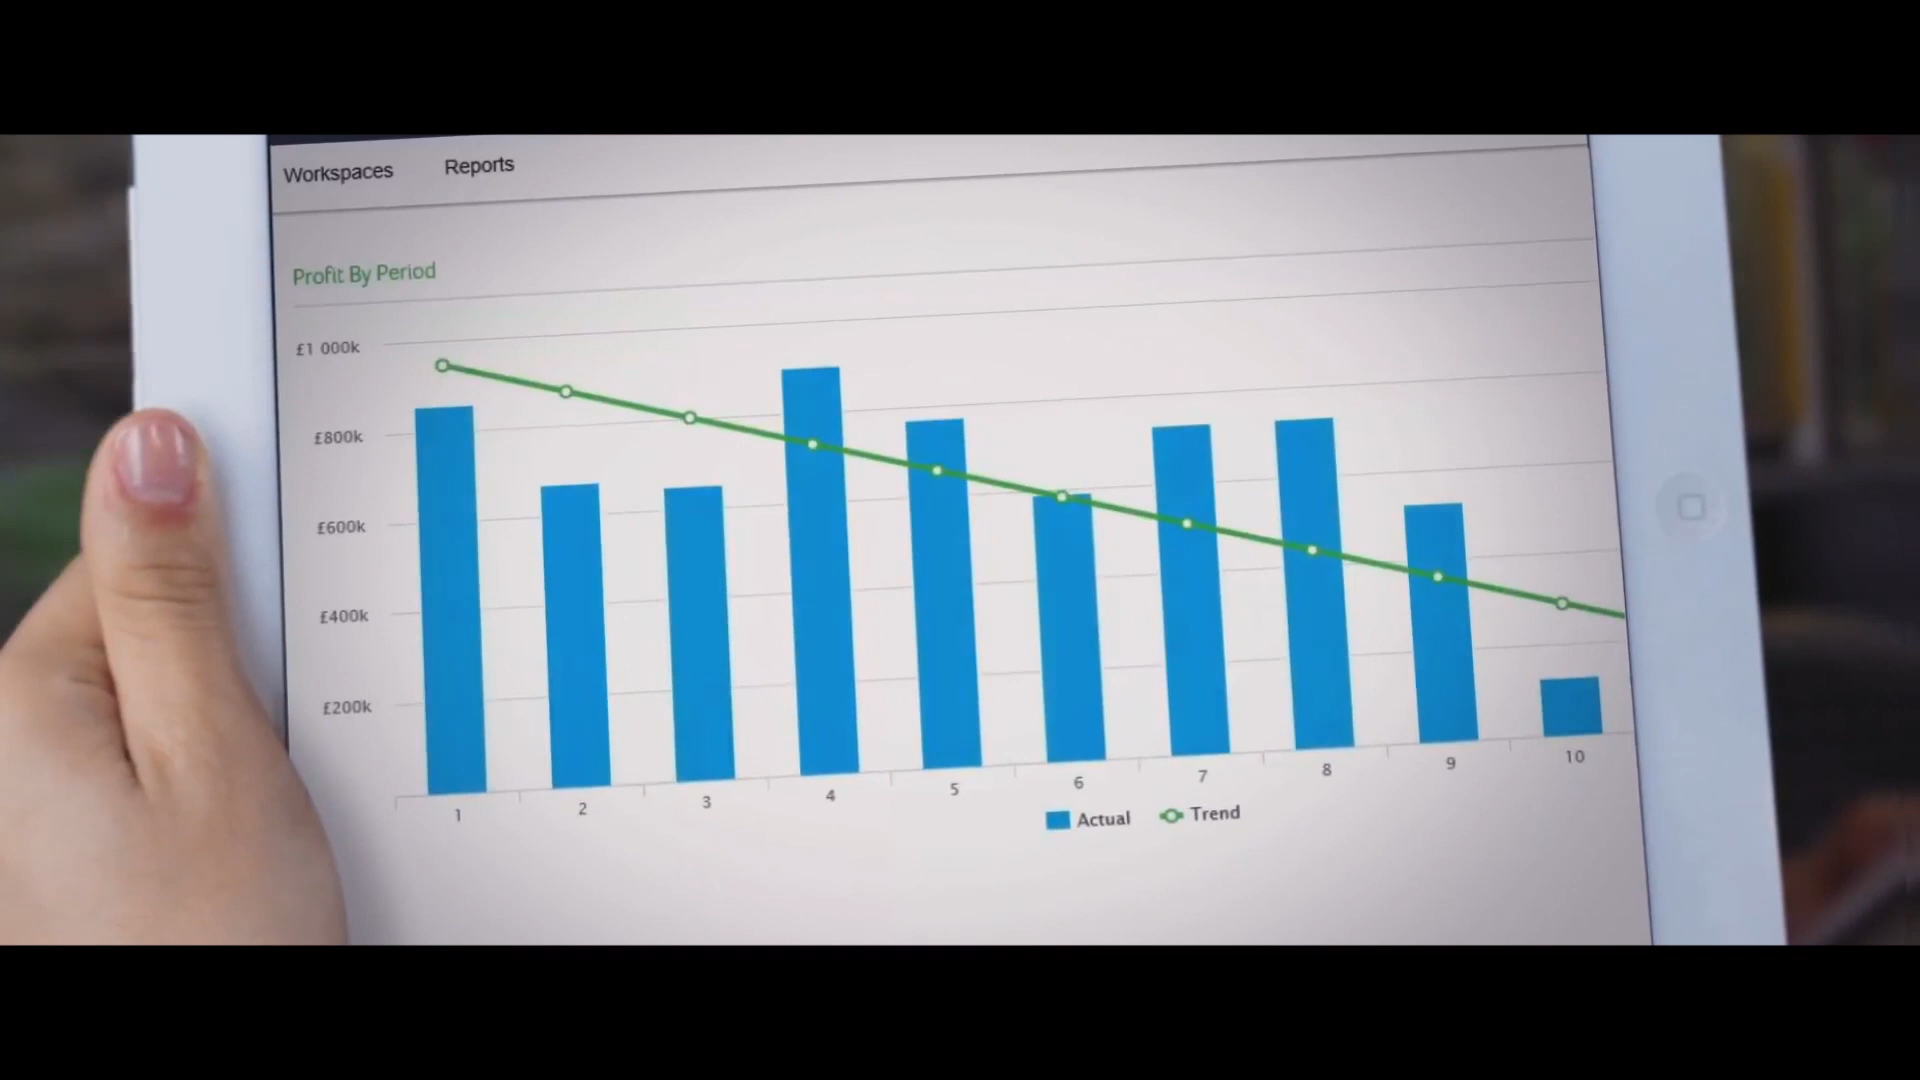 Workspaces Reports
Profit By Period
£1 000k
£800k
£600k
£400k
£200k
1 2 3 4 5 6 7 8 9 10
Actual Trend